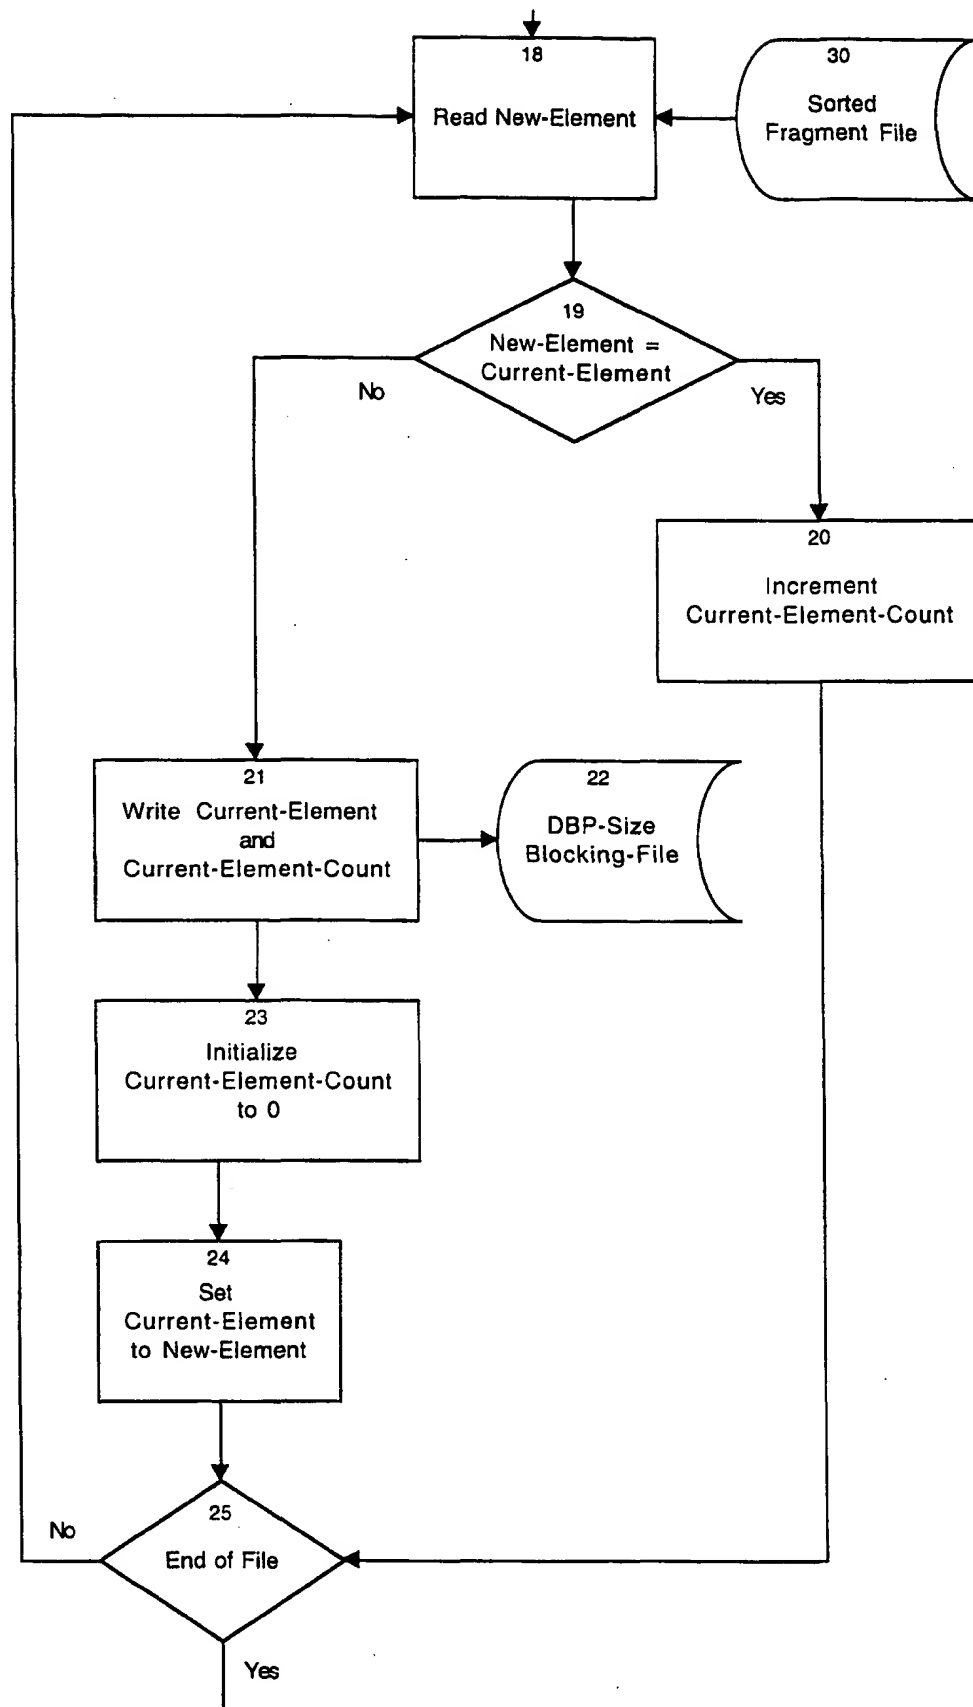 18
Read New-Element
30
Sorted
Fragment File
19
New-Element =
Current-Element
No
Yes
20
Increment
Current-Element-Count
21
Write Current-Element
and
Current-Element-Count
22
DBP-Size
Blocking-File
23
Initialize
Current-Element-Count
to 0
24
Set
Current-Element
to New-Element
25
End of File
No
Yes